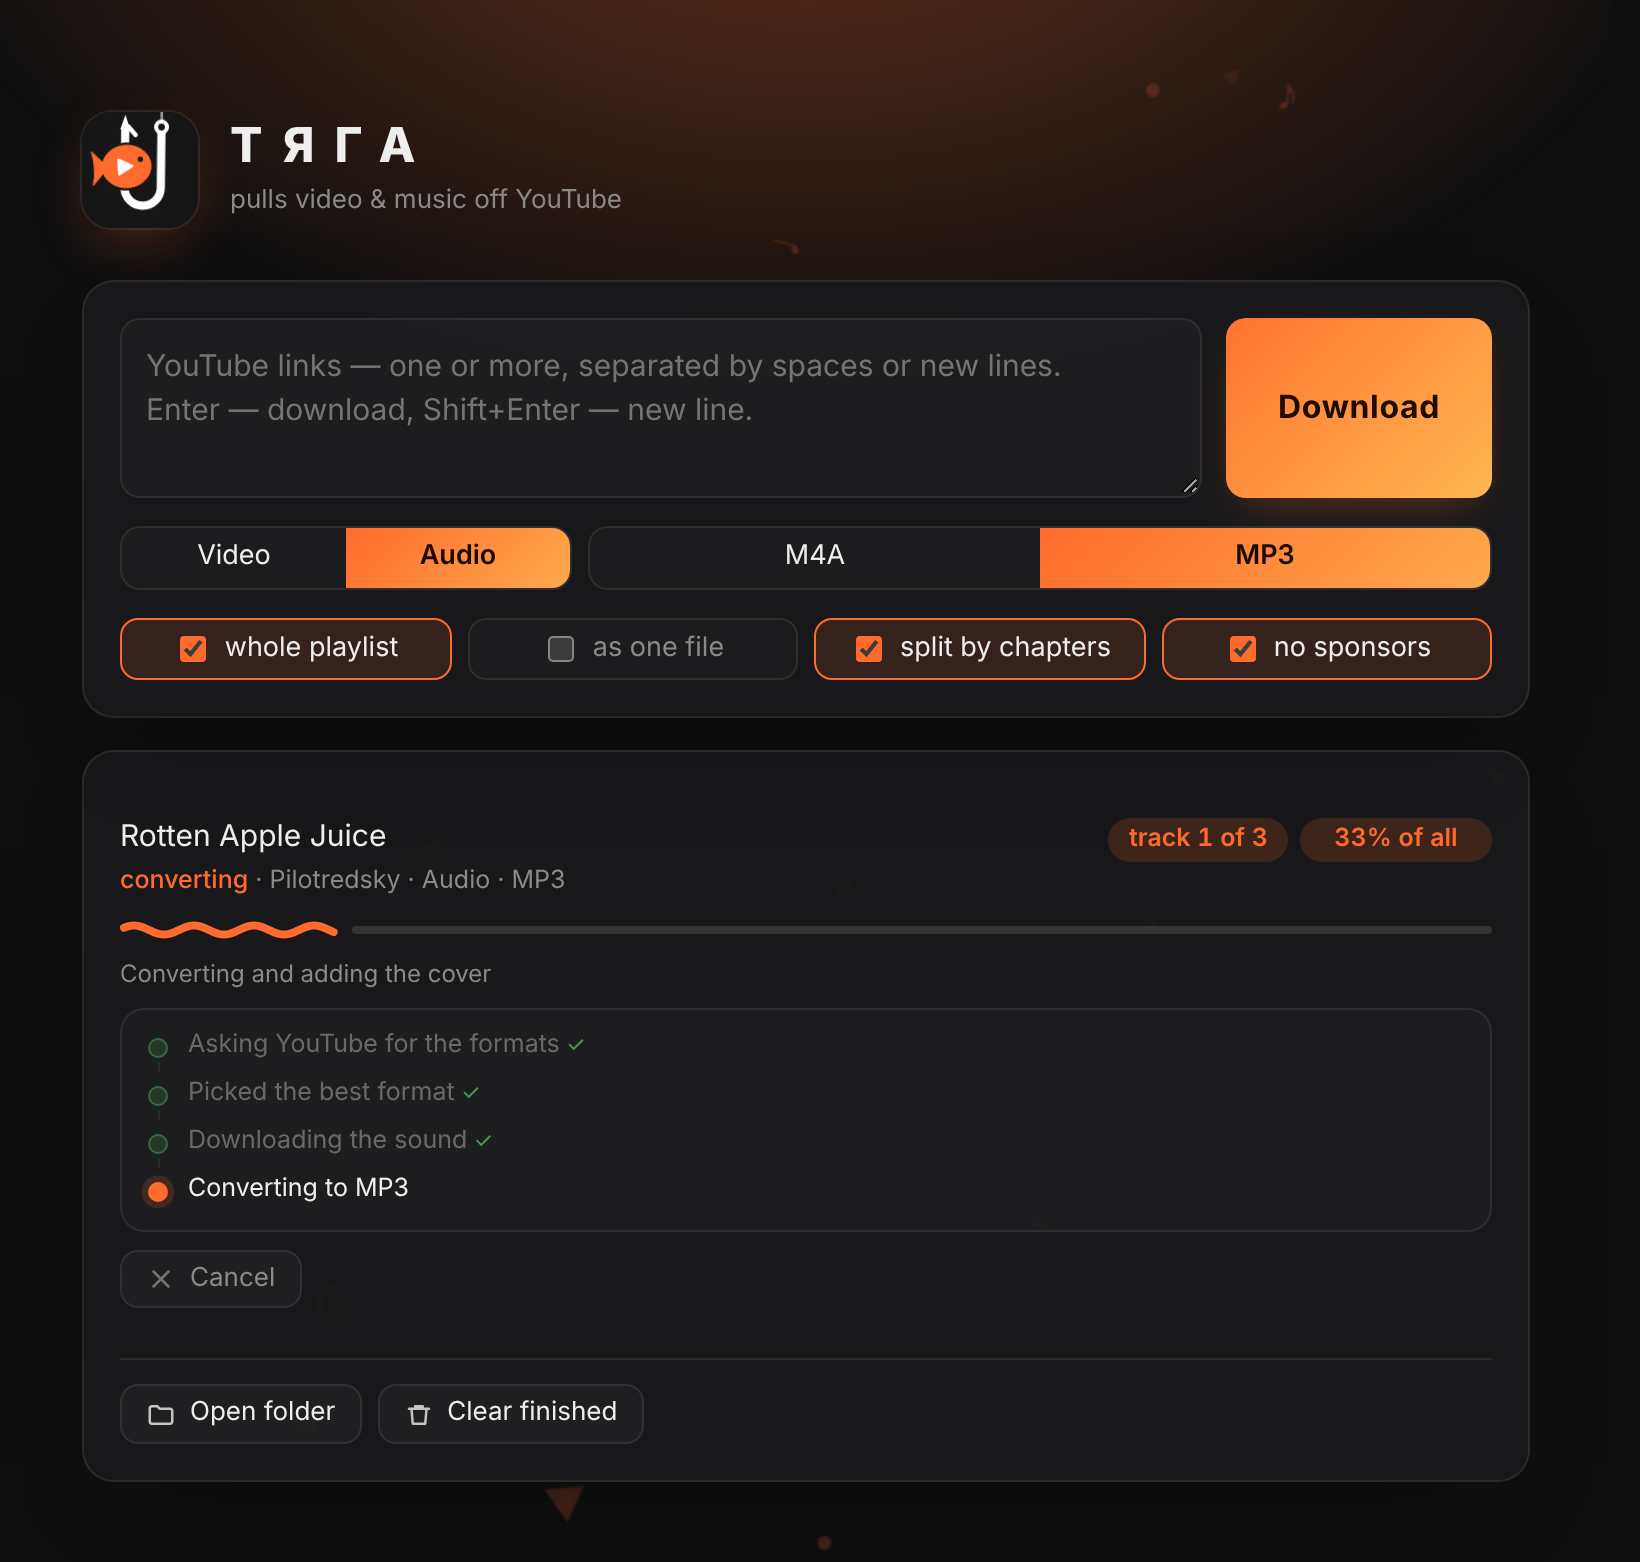 ТЯГА
pulls video & music off YouTube
YouTube links — one or more, separated by spaces or new lines.
Enter — download, Shift+Enter — new line.
Download
Video
Audio
M4A
MP3
whole playlist
as one file
split by chapters
no sponsors
Rotten Apple Juice
track 1 of 3
33% of all
converting · Pilotredsky · Audio · MP3
Converting and adding the cover
Asking YouTube for the formats ✓
Picked the best format ✓
Downloading the sound ✓
Converting to MP3
Cancel
Open folder
Clear finished